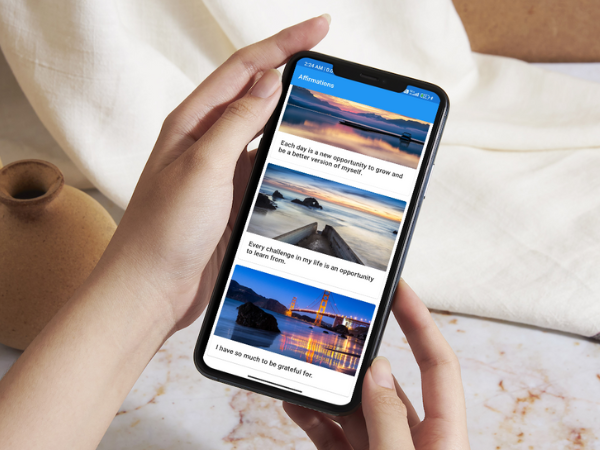 2:34 AM
Affirmations
Each day is a new opportunity to grow and
be a better version of myself.
Every challenge in my life is an opportunity
to learn from.
I have so much to be grateful for.